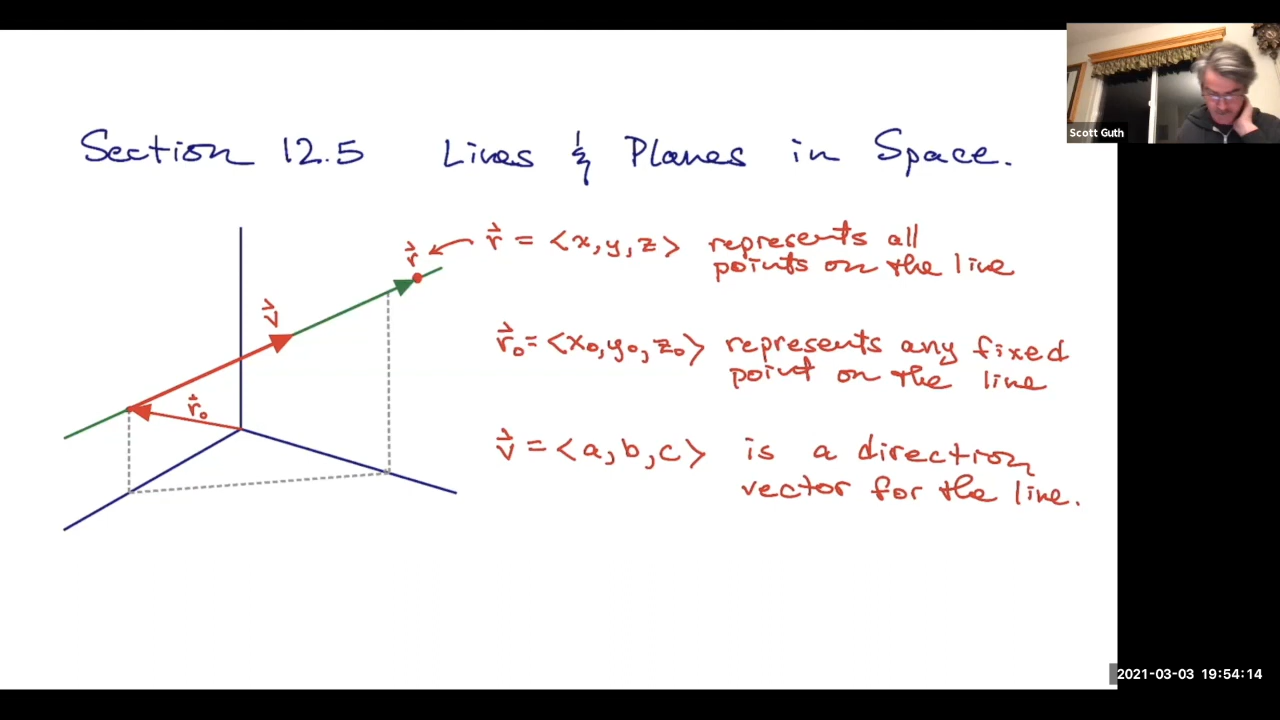 Scott Guth
Section 12.5 Lines & Planes in Space.
r⃗ r⃗ = <x, y, z> represents all
points on the line
v⃗
r⃗₀ = <x₀, y₀, z₀> represents any fixed
point on the line
r⃗₀
v⃗ = <a, b, c> is a direction
vector for the line.
2021-03-03 19:54:14